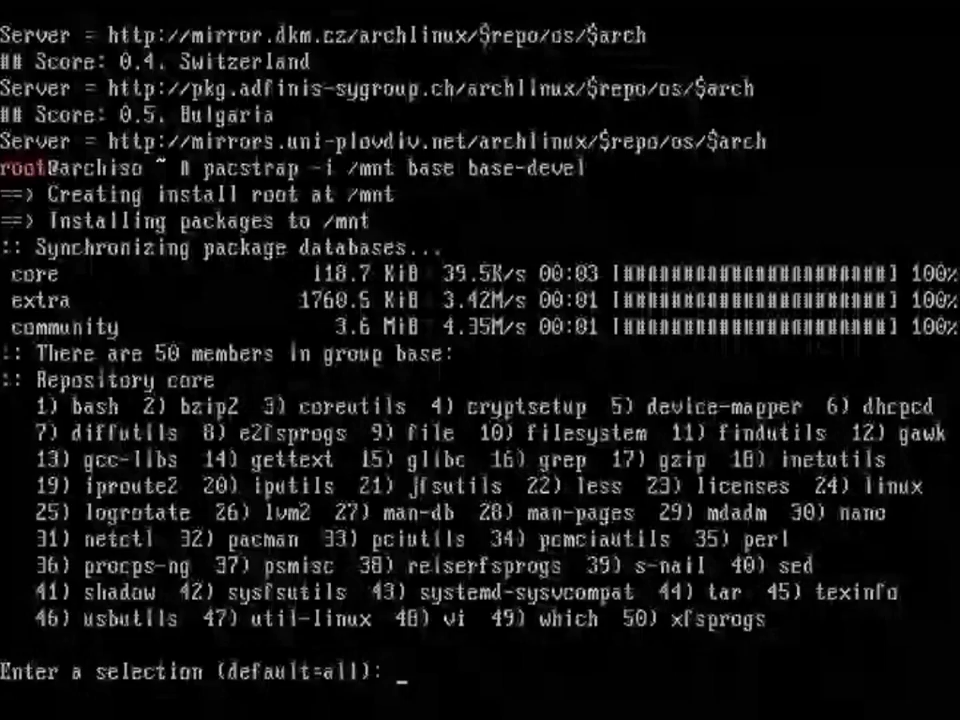 Server = http://mirror.dkm.cz/archlinux/$repo/os/$arch
## Score: 0.4, Switzerland
Server = http://pkg.adfinis-sygroup.ch/archlinux/$repo/os/$arch
## Score: 0.5, Bulgaria
Server = http://mirrors.uni-plovdiv.net/archlinux/$repo/os/$arch
root@archiso ~ # pacstrap -i /mnt base base-devel
==> Creating install root at /mnt
==> Installing packages to /mnt
:: Synchronizing package databases...
core 118.7 KiB 39.5K/s 00:03 [######################] 100%
extra 1760.5 KiB 3.42M/s 00:01 [######################] 100%
community 3.6 MiB 4.35M/s 00:01 [######################] 100%
:: There are 50 members in group base:
:: Repository core
1) bash 2) bzip2 3) coreutils 4) cryptsetup 5) device-mapper 6) dhcpcd
7) diffutils 8) e2fsprogs 9) file 10) filesystem 11) findutils 12) gawk
13) gcc-libs 14) gettext 15) glibc 16) grep 17) gzip 18) inetutils
19) iproute2 20) iputils 21) jfsutils 22) less 23) licenses 24) linux
25) logrotate 26) lvm2 27) man-db 28) man-pages 29) mdadm 30) nano
31) netctl 32) pacman 33) pciutils 34) pcmciautils 35) perl
36) procps-ng 37) psmisc 38) reiserfsprogs 39) s-nail 40) sed
41) shadow 42) sysfsutils 43) systemd-sysvcompat 44) tar 45) texinfo
46) usbutils 47) util-linux 48) vi 49) which 50) xfsprogs
Enter a selection (default=all): _